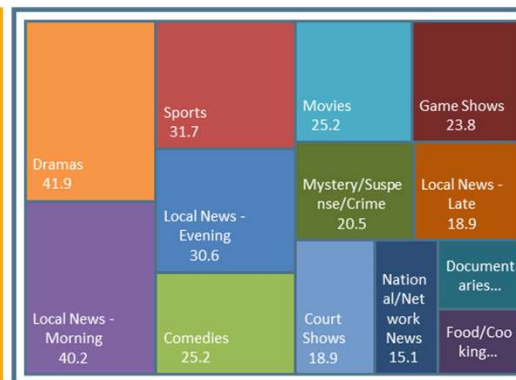 Dramas
41.9
Local News -
Morning
40.2
Sports
31.7
Local News -
Evening
30.6
Comedies
25.2
Movies
25.2
Game Shows
23.8
Mystery/Suspe
nse/Crime
20.5
Local News -
Late
18.9
Court
Shows
18.9
Nation
al/Net
work
News
15.1
Document
aries...
Food/Coo
king...